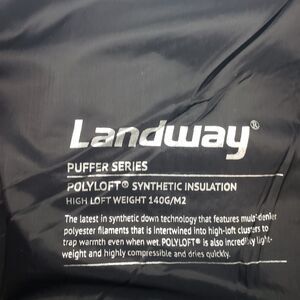 Landway®
PUFFER SERIES
POLYLOFT® SYNTHETIC INSULATION
HIGH LOFT WEIGHT 140G/M2
The latest in synthetic down technology that features multi-denier
polyester filaments that is intertwined into high-loft clusters to
trap warmth even when wet. POLYLOFT® is also incredibly light-
weight and highly compressible and dries quickly.